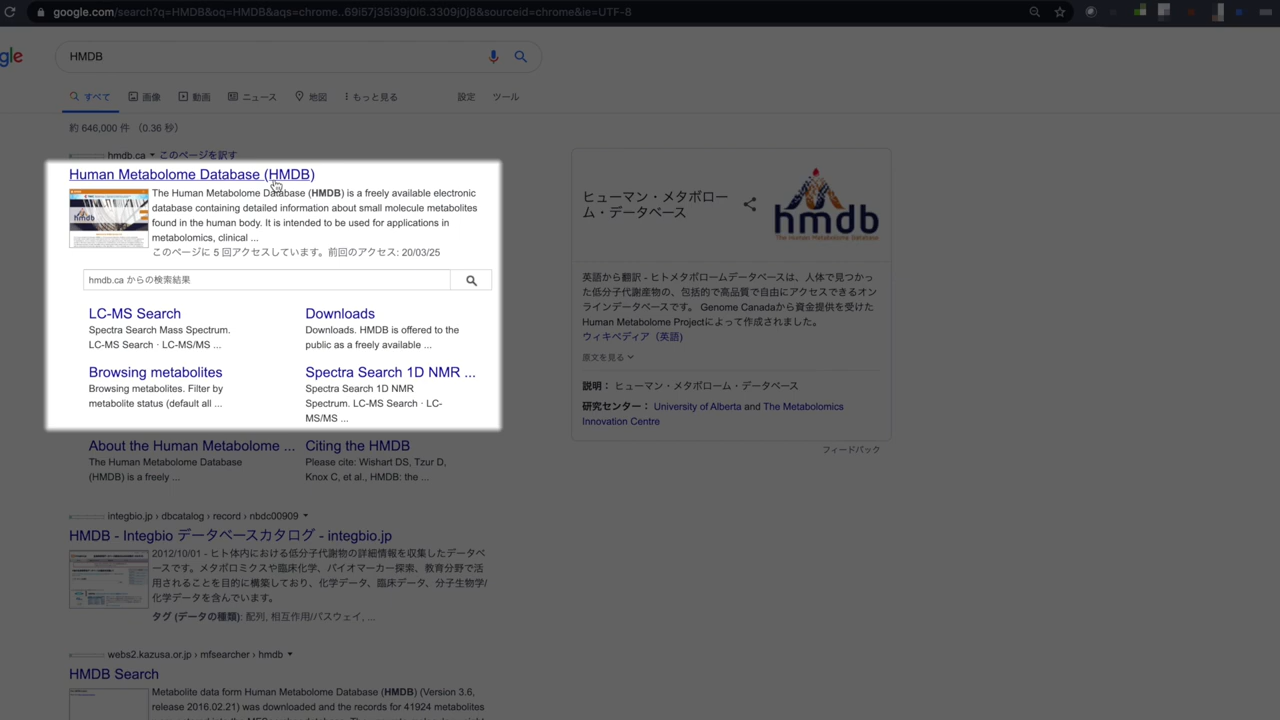 google.com/search?q=HMDB&oq=HMDB&aqs=chrome..69i57j35i39j0l6.3309j0j8&sourceid=chrome&ie=UTF-8
gle
HMDB
すべて 画像 動画 ニュース 地図 もっと見る 設定 ツール
約 646,000 件 （0.36 秒）
hmdb.ca このページを訳す
Human Metabolome Database (HMDB)
The Human Metabolome Database (HMDB) is a freely available electronic
database containing detailed information about small molecule metabolites
found in the human body. It is intended to be used for applications in
metabolomics, clinical ...
このページに 5 回アクセスしています。前回のアクセス: 20/03/25
hmdb.ca からの検索結果
LC-MS Search
Spectra Search Mass Spectrum.
LC-MS Search · LC-MS/MS ...
Downloads
Downloads. HMDB is offered to the
public as a freely available ...
Browsing metabolites
Browsing metabolites. Filter by
metabolite status (default all ...
Spectra Search 1D NMR ...
Spectra Search 1D NMR
Spectrum. LC-MS Search · LC-
MS/MS ...
About the Human Metabolome ...
The Human Metabolome Database
(HMDB) is a freely ...
Citing the HMDB
Please cite: Wishart DS, Tzur D,
Knox C, et al., HMDB: the ...
integbio.jp › dbcatalog › record › nbdc00909
HMDB - Integbio データベースカタログ - integbio.jp
2012/10/01 - ヒト体内における低分子代謝物の詳細情報を収集したデータベ
ースです。メタボロミクスや臨床化学、バイオマーカー探索、教育分野で活
用されることを目的に構築しており、化学データ、臨床データ、分子生物学/
化学データを含んでいます。
タグ (データの種類): 配列, 相互作用/パスウェイ, ...
webs2.kazusa.or.jp › mfsearcher › hmdb
HMDB Search
Metabolite data form Human Metabolome Database (HMDB) (Version 3.6,
release 2016.02.21) was downloaded and the records for 41924 metabolites
ヒューマン・メタボロー
ム・データベース
hmdb
The Human Metabolome Database
英語から翻訳 - ヒトメタボロームデータベースは、人体で見つかっ
た低分子代謝産物の、包括的で高品質で自由にアクセスできるオン
ラインデータベースです。 Genome Canadaから資金提供を受けた
Human Metabolome Projectによって作成されました。
ウィキペディア（英語）
原文を見る
説明： ヒューマン・メタボローム・データベース
研究センター： University of Alberta and The Metabolomics
Innovation Centre
フィードバック